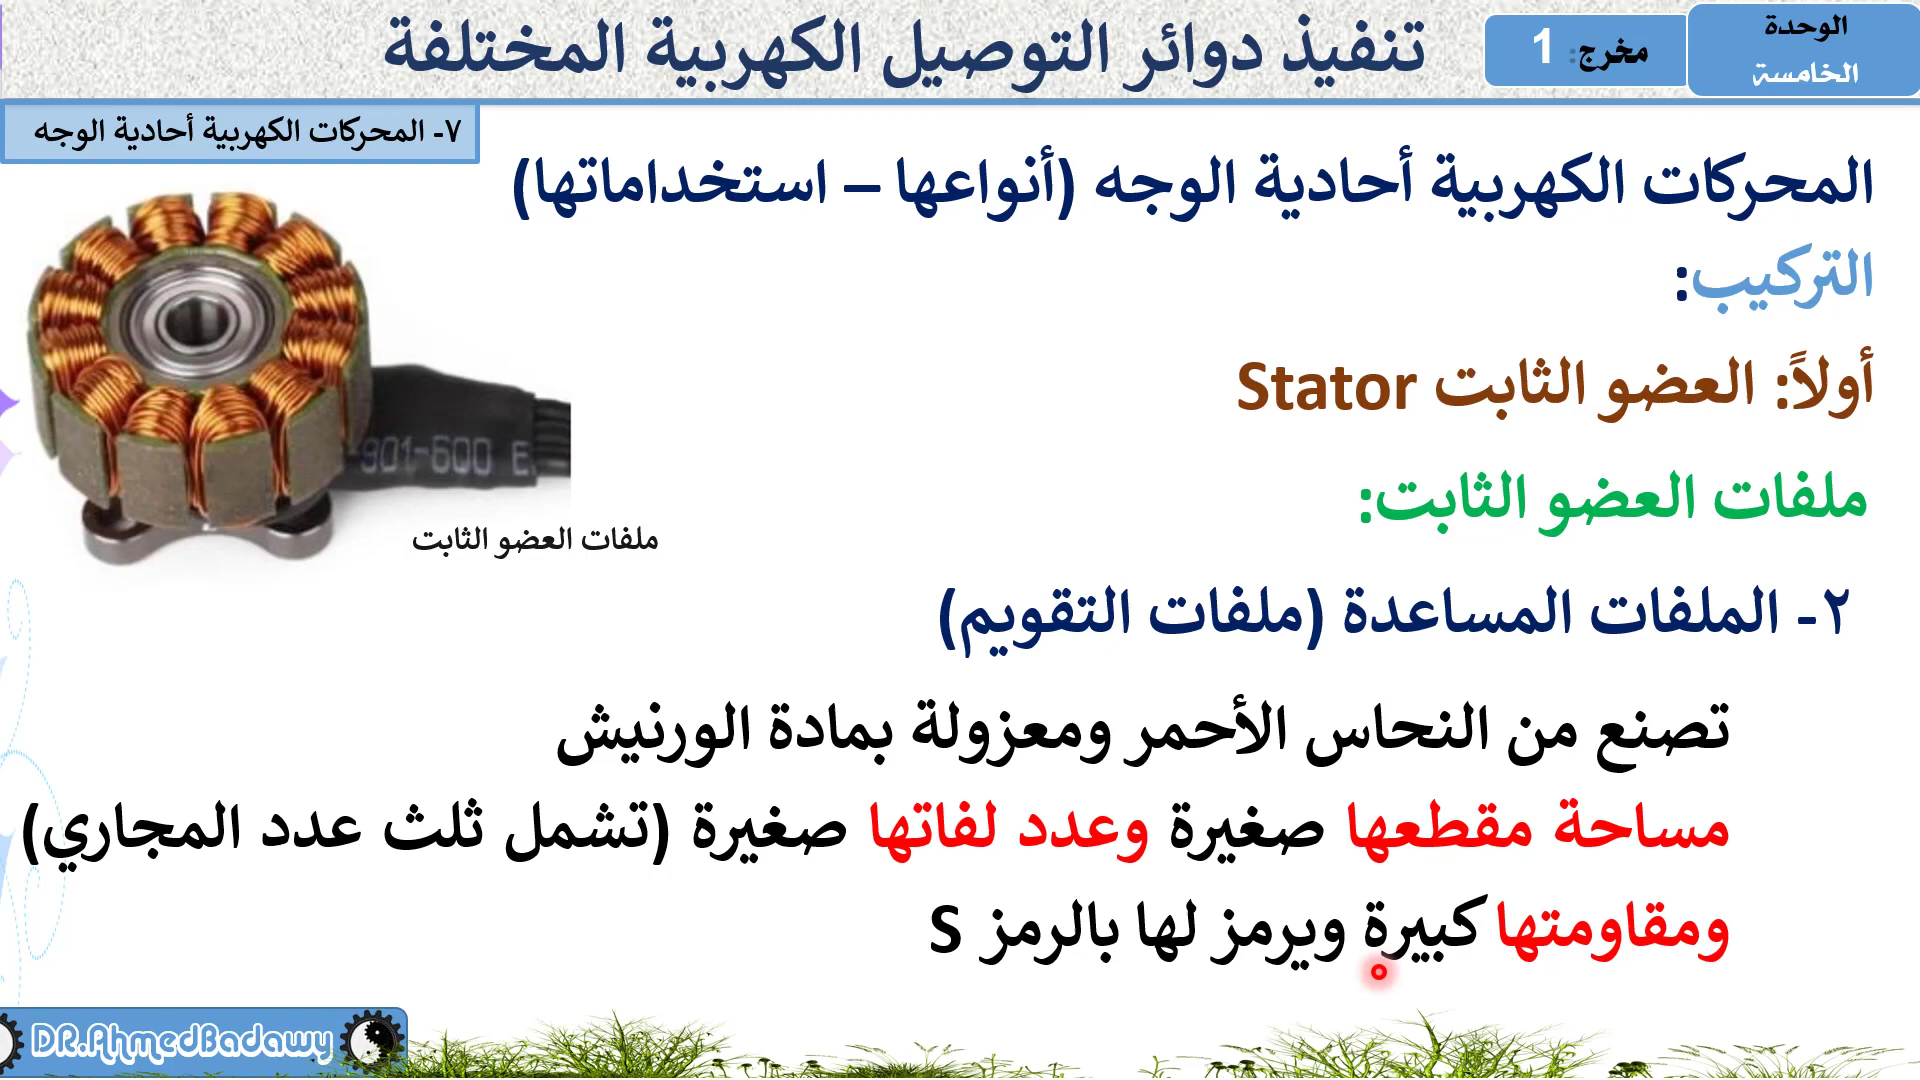 الوحدة
الخامسة
مخرج: 1
تنفيذ دوائر التوصيل الكهربية المختلفة
٧- المحركات الكهربية أحادية الوجه
المحركات الكهربية أحادية الوجه (أنواعها – استخداماتها)
التركيب:
أولاً: العضو الثابت Stator
ملفات العضو الثابت:
901-600 E
ملفات العضو الثابت
٢- الملفات المساعدة (ملفات التقويم)
تصنع من النحاس الأحمر ومعزولة بمادة الورنيش
مساحة مقطعها صغيرة وعدد لفاتها صغيرة (تشمل ثلث عدد المجاري)
ومقاومتها كبيرة ويرمز لها بالرمز S
DR.AhmedBadawy